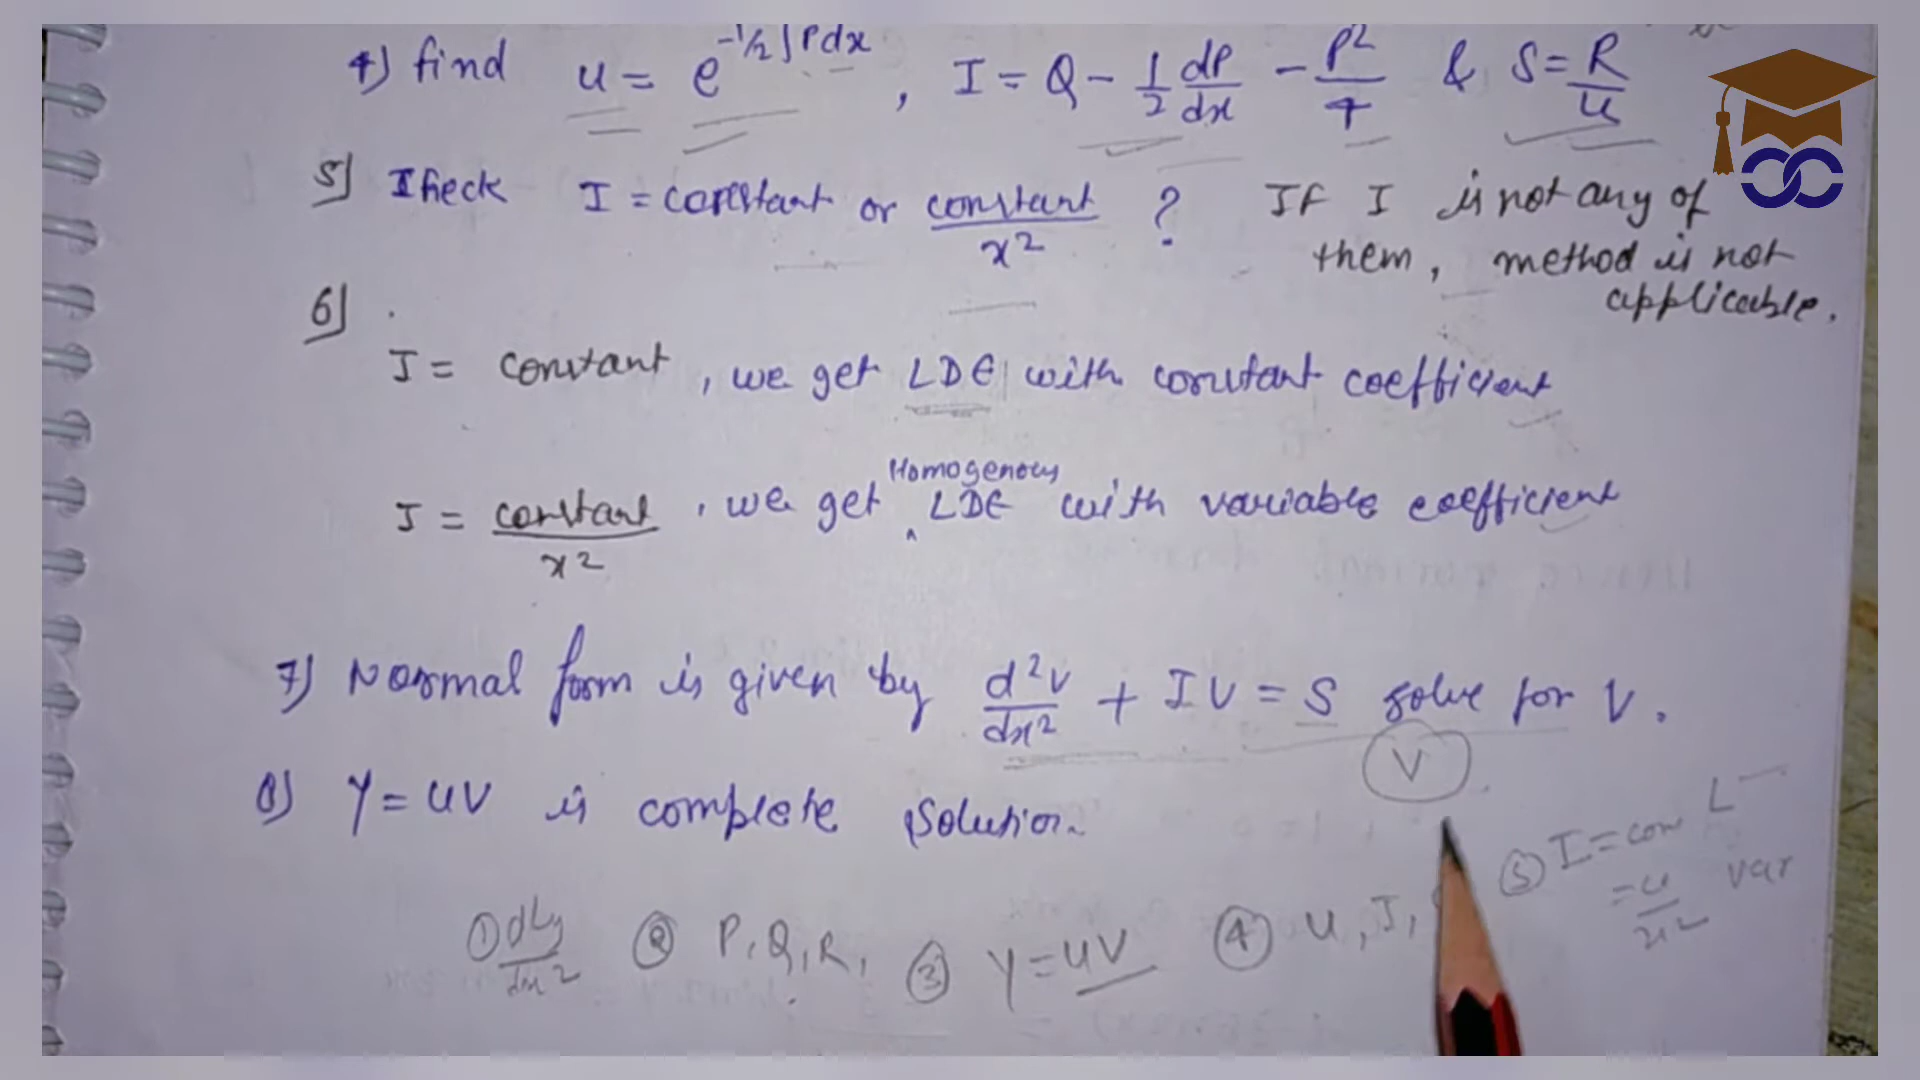 4) find u = e^{-1/2 ∫Pdx} , I = Q - 1/2 dP/dx - P²/4 & S = R/u
5) Check I = constant or constant/x² ? If I is not any of
them, method is not
applicable.
6)
I = constant , we get LDE with constant coefficient
Homogenous
I = constant/x² , we get ‸ LDE with variable coefficient
7) Normal form is given by d²v/dx² + IV = S solve for V.
V
8) Y = UV is complete solution.
① d²y/dx² ② P, Q, R, ③ Y = UV ④ U, I, ⑤ I = con L
= /x² var